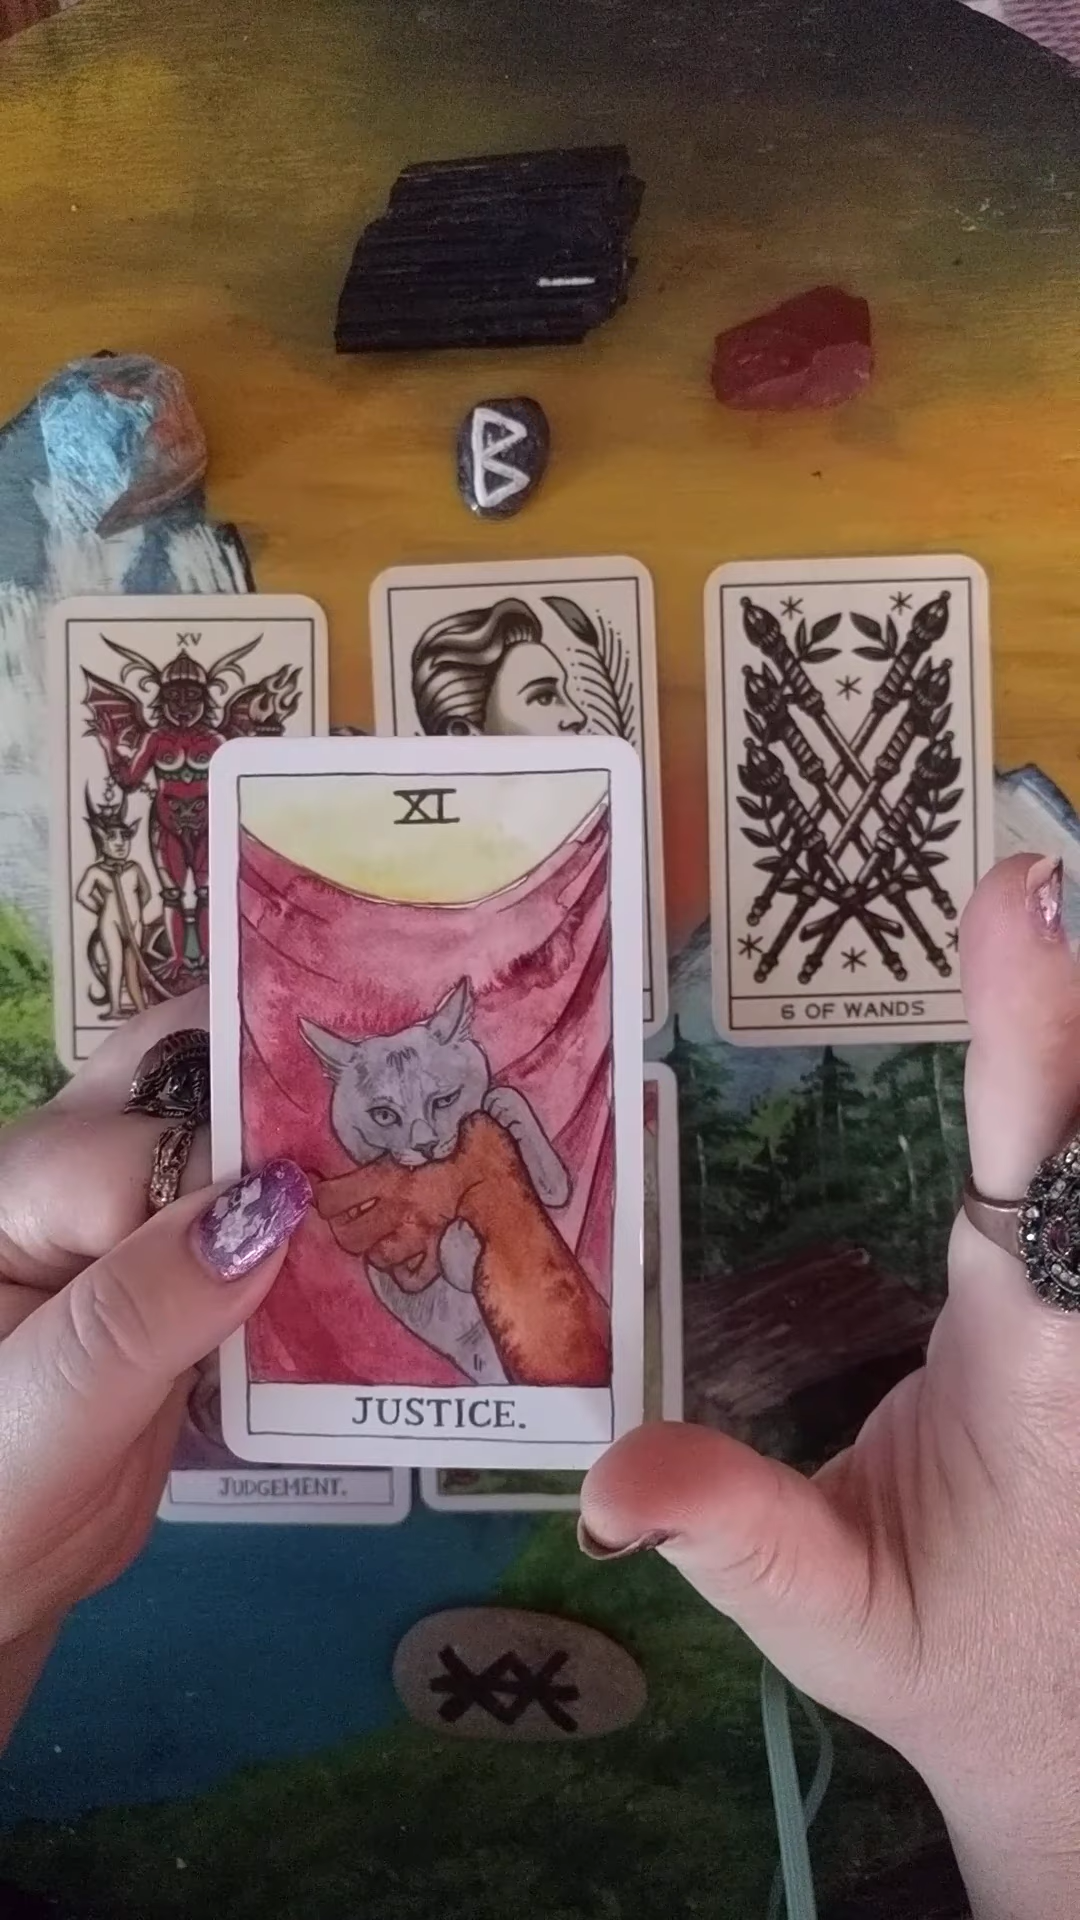 ᛒ
XV
6 OF WANDS
XI
JUSTICE.
JUDGEMENT.